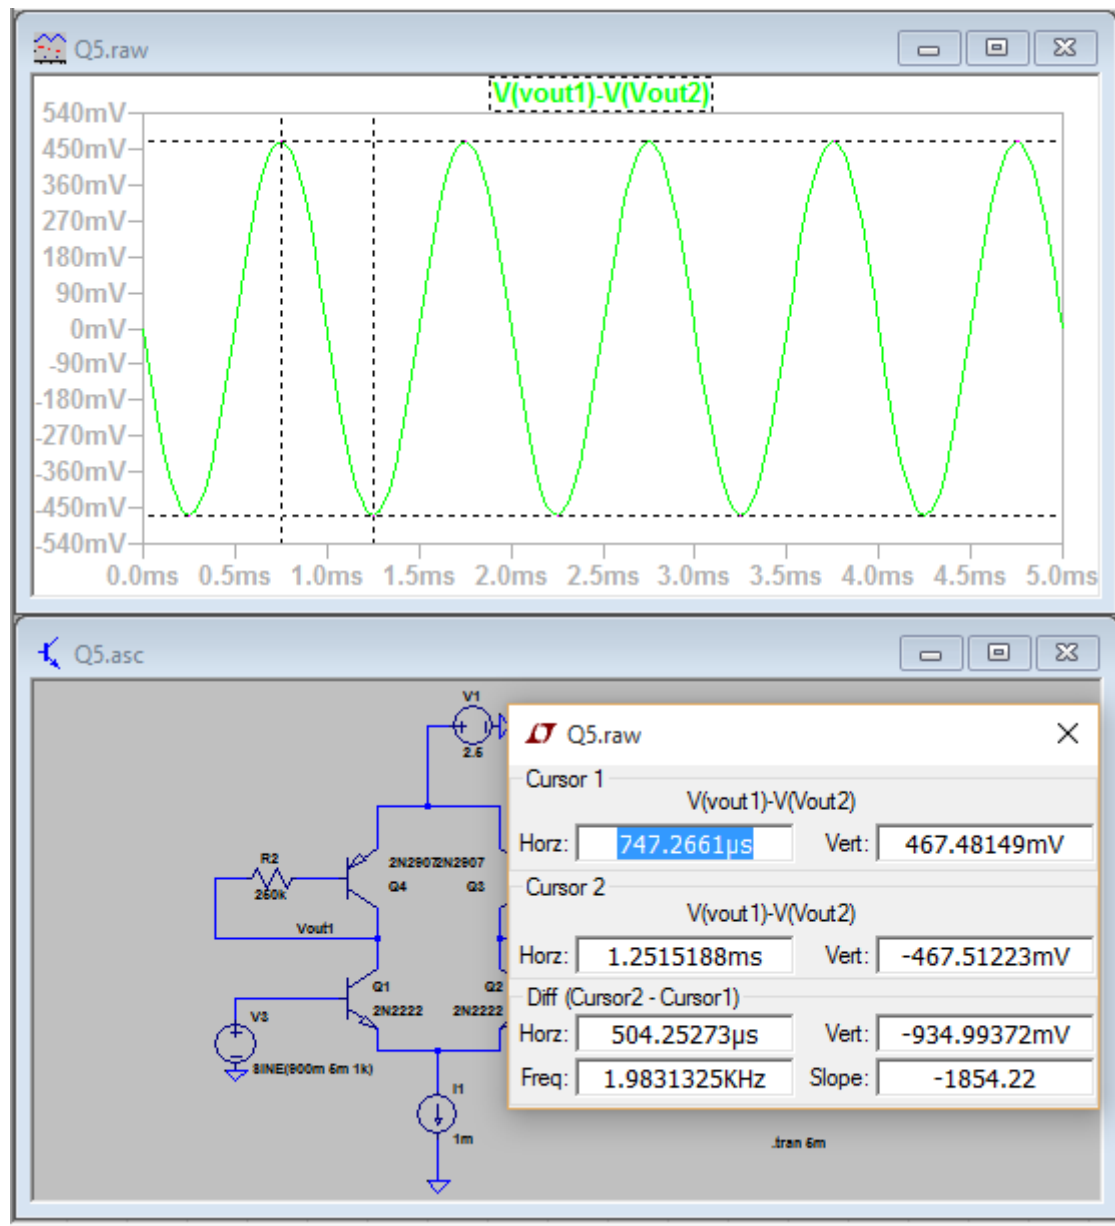 Q5.raw
V(vout1)-V(Vout2)
540mV
450mV
360mV
270mV
180mV
90mV
0mV
-90mV
-180mV
-270mV
-360mV
-450mV
-540mV
0.0ms 0.5ms 1.0ms 1.5ms 2.0ms 2.5ms 3.0ms 3.5ms 4.0ms 4.5ms 5.0ms
Q5.asc
V1
2.5
R2
250k
2N2907
2N2907
Q4
Q3
Vout1
Q1
Q2
2N2222
2N2222
V3
SINE(900m 5m 1k)
I1
1m
.tran 5m
Q5.raw
Cursor 1
V(vout1)-V(Vout2)
Horz: 747.2661µs Vert: 467.48149mV
Cursor 2
V(vout1)-V(Vout2)
Horz: 1.2515188ms Vert: -467.51223mV
Diff (Cursor2 - Cursor1)
Horz: 504.25273µs Vert: -934.99372mV
Freq: 1.9831325KHz Slope: -1854.22